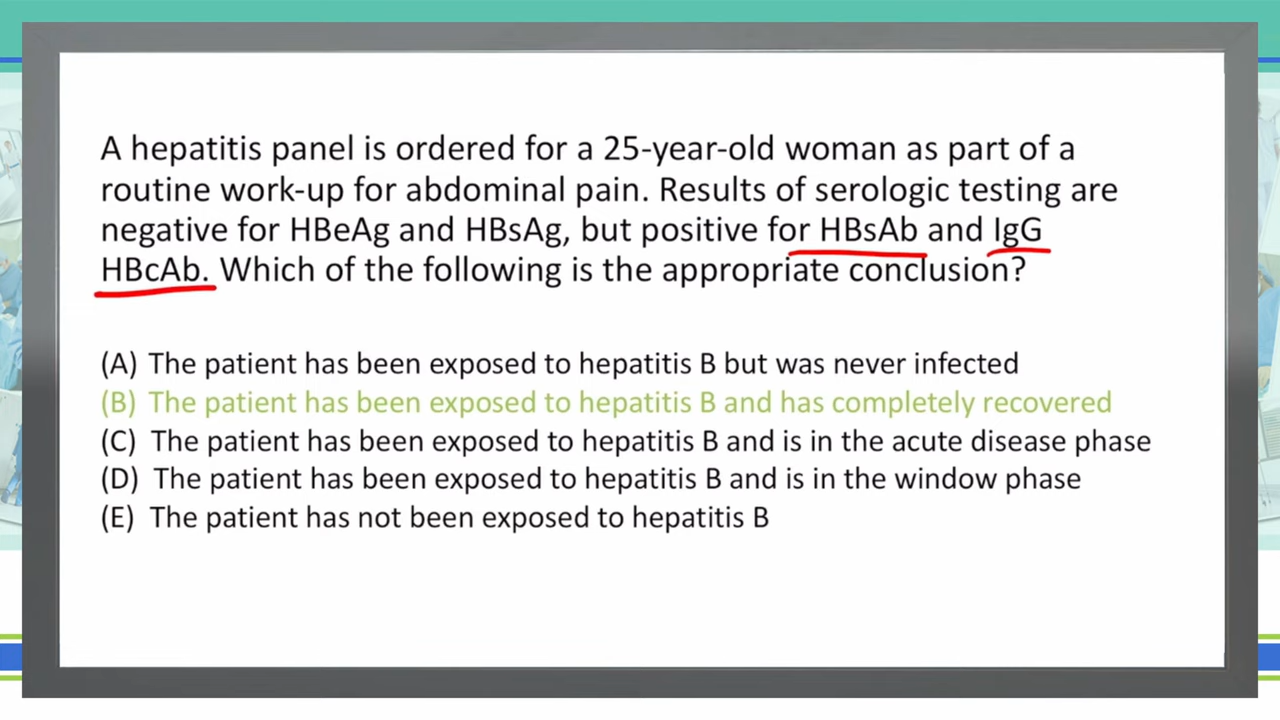 A hepatitis panel is ordered for a 25-year-old woman as part of a
routine work-up for abdominal pain. Results of serologic testing are
negative for HBeAg and HBsAg, but positive for HBsAb and IgG
HBcAb. Which of the following is the appropriate conclusion?
(A) The patient has been exposed to hepatitis B but was never infected
(B) The patient has been exposed to hepatitis B and has completely recovered
(C) The patient has been exposed to hepatitis B and is in the acute disease phase
(D) The patient has been exposed to hepatitis B and is in the window phase
(E) The patient has not been exposed to hepatitis B